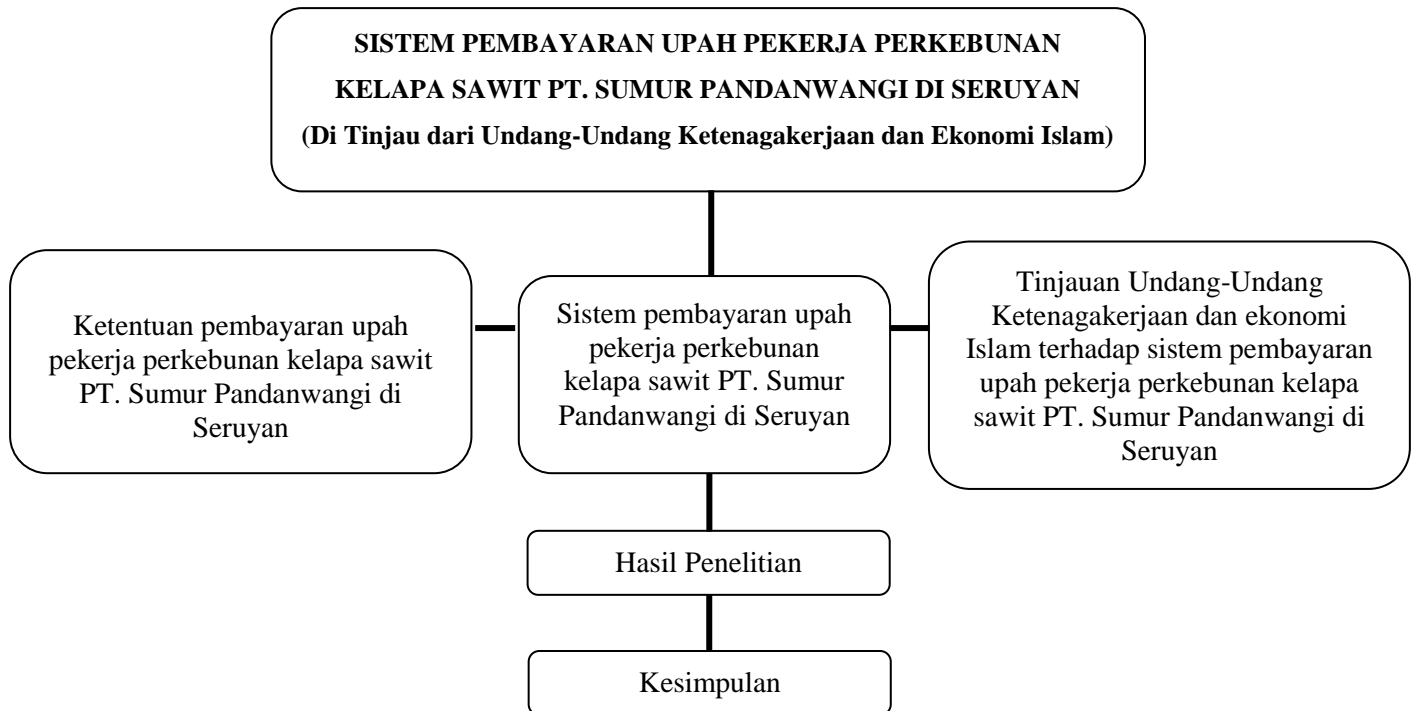 SISTEM PEMBAYARAN UPAH PEKERJA PERKEBUNAN
KELAPA SAWIT PT. SUMUR PANDANWANGI DI SERUYAN
(Di Tinjau dari Undang-Undang Ketenagakerjaan dan Ekonomi Islam)
Ketentuan pembayaran upah
pekerja perkebunan kelapa sawit
PT. Sumur Pandanwangi di
Seruyan
Sistem pembayaran upah
pekerja perkebunan
kelapa sawit PT. Sumur
Pandanwangi di Seruyan
Tinjauan Undang-Undang
Ketenagakerjaan dan ekonomi
Islam terhadap sistem pembayaran
upah pekerja perkebunan kelapa
sawit PT. Sumur Pandanwangi di
Seruyan
Hasil Penelitian
Kesimpulan